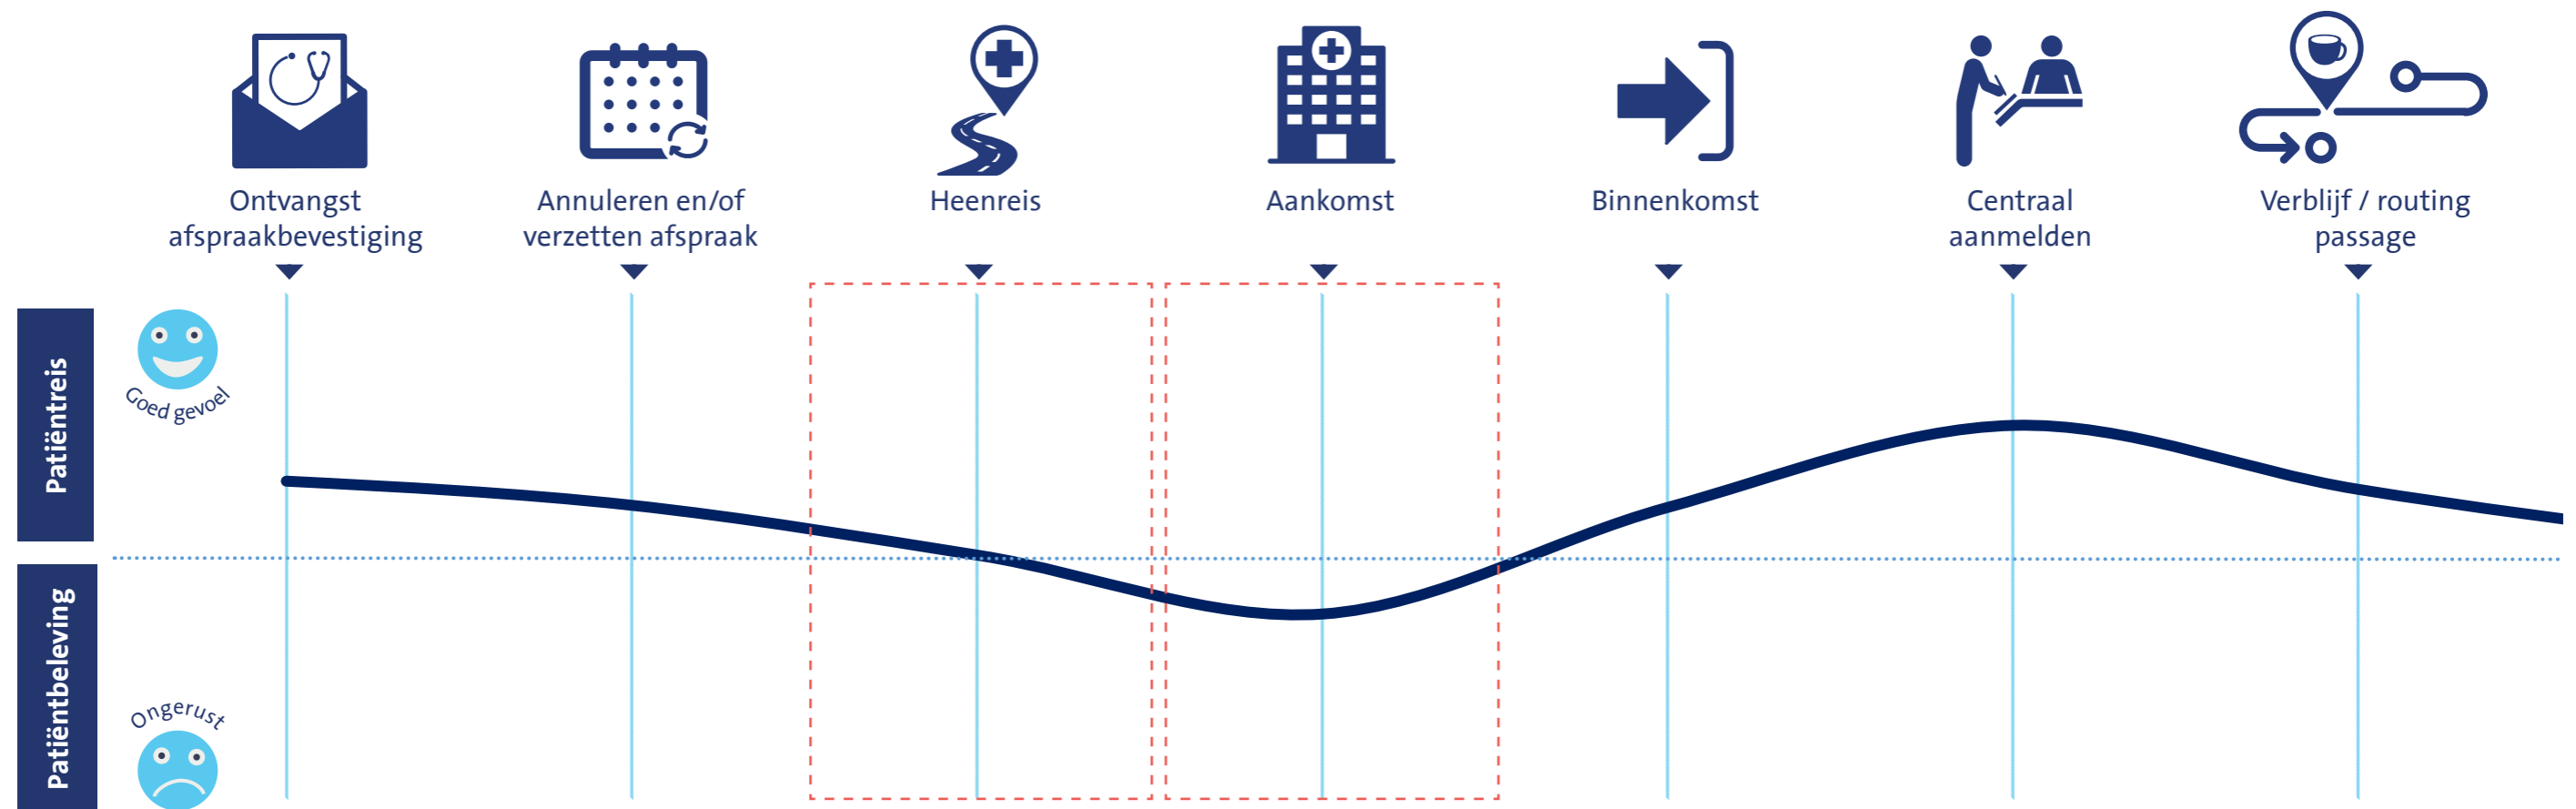 Ontvangst
afspraakbevestiging
Annuleren en/of
verzetten afspraak
Heenreis
Aankomst
Binnenkomst
Centraal
aanmelden
Verblijf / routing
passage
Patiëntreis
Goed gevoel
Patiëntbeleving
Ongerust